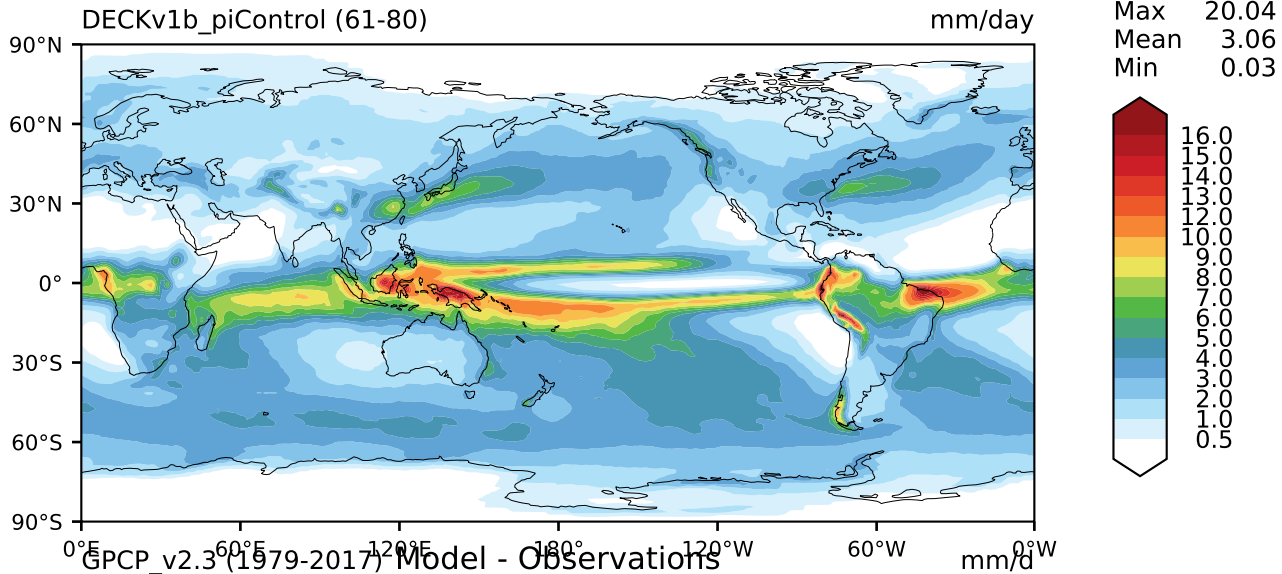 DECKv1b_piControl (61-80) mm/day
Max 20.04
Mean 3.06
Min 0.03
90°N
60°N
30°N
0°
30°S
60°S
90°S
16.0
15.0
14.0
13.0
12.0
10.0
9.0
8.0
7.0
6.0
5.0
4.0
3.0
2.0
1.0
0.5
0°E 60°E 120°E 180° 120°W 60°W 0°W
GPCP_v2.3 (1979-2017) Model - Observations mm/d